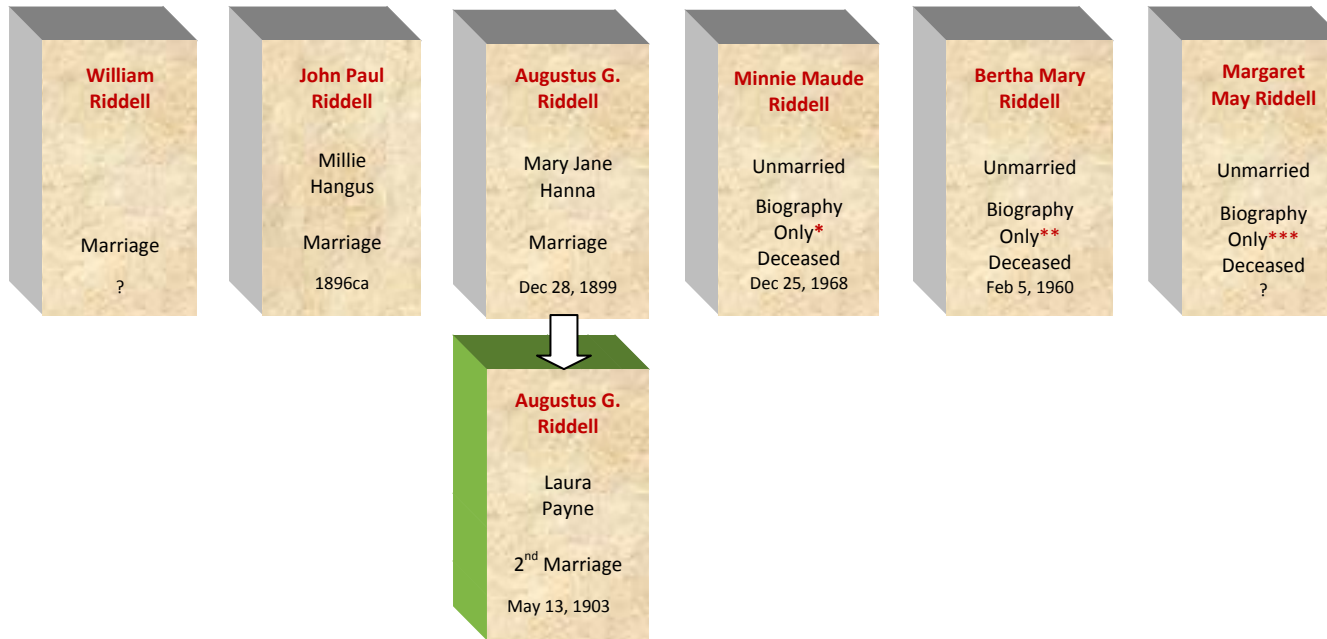 William
Riddell
Marriage
?
John Paul
Riddell
Millie
Hangus
Marriage
1896ca
Augustus G.
Riddell
Mary Jane
Hanna
Marriage
Dec 28, 1899
Minnie Maude
Riddell
Unmarried
Biography
Only*
Deceased
Dec 25, 1968
Bertha Mary
Riddell
Unmarried
Biography
Only**
Deceased
Feb 5, 1960
Margaret
May Riddell
Unmarried
Biography
Only***
Deceased
?
Augustus G.
Riddell
Laura
Payne
2nd Marriage
May 13, 1903